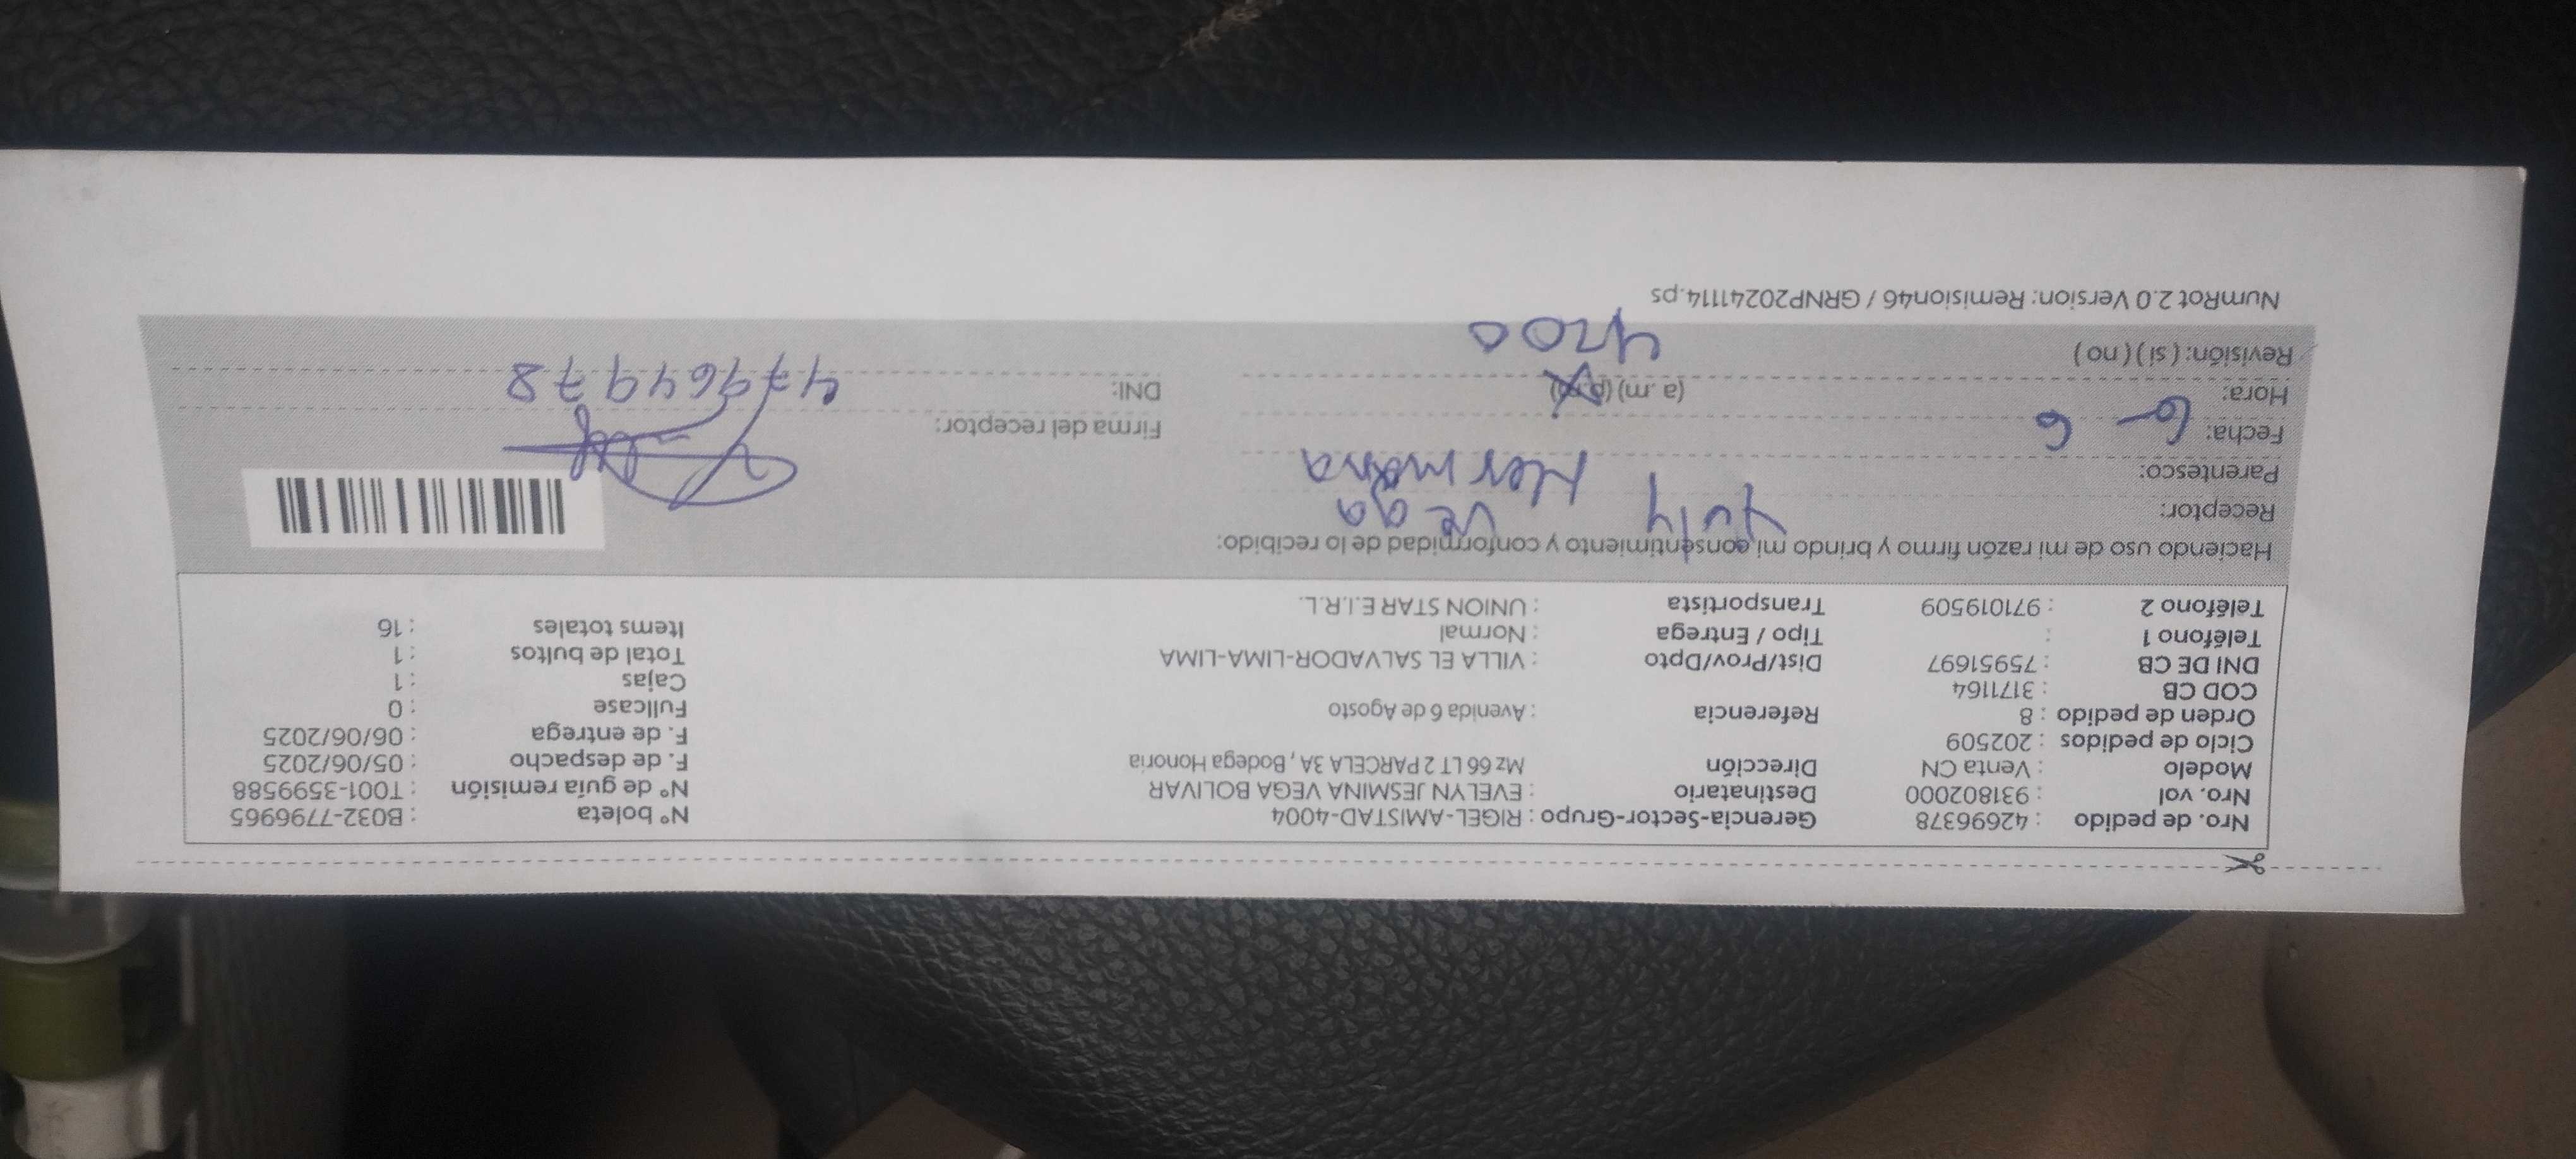 Nro. de pedido : 42696378 Gerencia-Sector-Grupo : RIGEL-AMISTAD-4004 N° boleta : B032-7796965
Nro. vol : 931802000 Destinatario : EVELYN JESMINA VEGA BOLIVAR N° de guía remisión : T001-3599588
Modelo : Venta CN Dirección Mz 66 LT 2 PARCELA 3A , Bodega Honoria F. de despacho : 05/06/2025
Ciclo de pedidos : 202509 F. de entrega : 06/06/2025
Orden de pedido : 8 Referencia : Avenida 6 de Agosto Fullcase : 0
COD CB : 3171164 Cajas : 1
DNI DE CB : 75951697 Dist/Prov/Dpto : VILLA EL SALVADOR-LIMA-LIMA Total de bultos : 1
Teléfono 1 : Tipo / Entrega : Normal Items totales : 16
Teléfono 2 : 971019509 Transportista : UNION STAR E.I.R.L.
Haciendo uso de mi razón firmo y brindo mi consentimiento y conformidad de lo recibido:
Receptor: Yuly Vega
Parentesco: Hermana
Fecha: 6 - 6 Firma del receptor:
Hora: (a. m) (p.m) DNI: 47964978
Revisión: ( si ) ( no ) 4200
NumRot 2.0 Version: Remision46 / GRNP20241114.ps